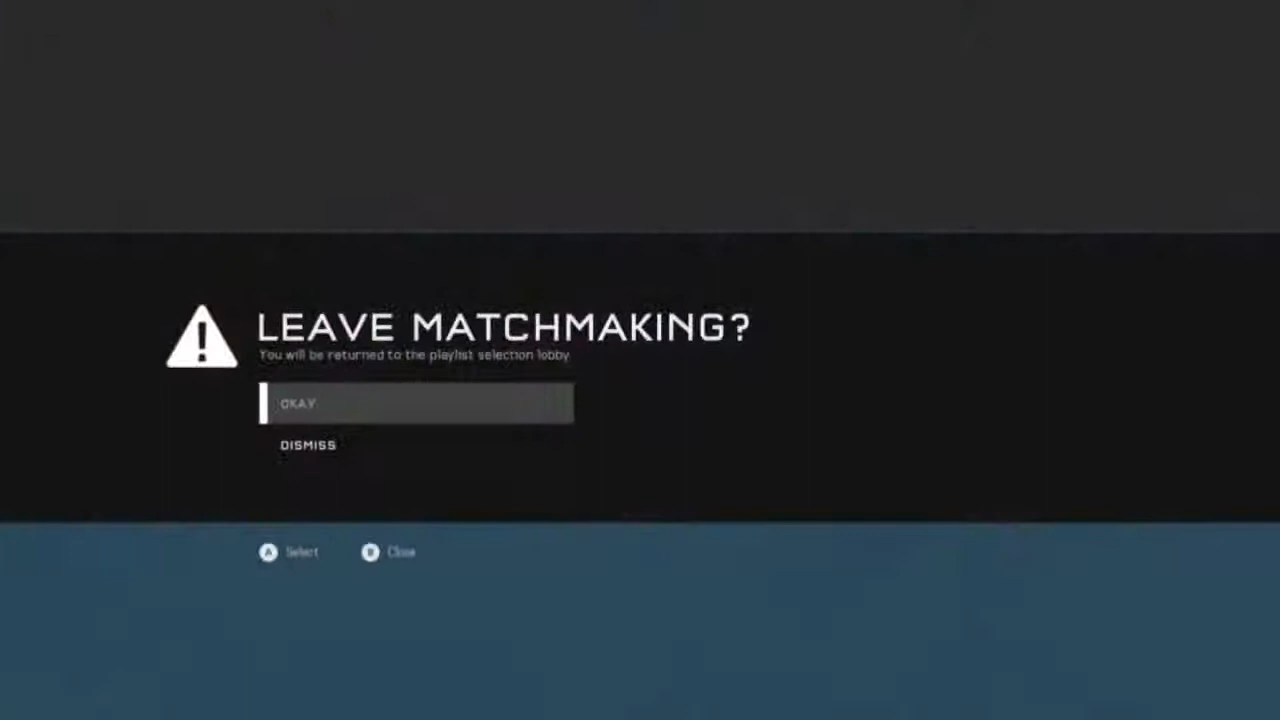 LEAVE MATCHMAKING?
You will be returned to the playlist selection lobby
OKAY
DISMISS
A Select B Close